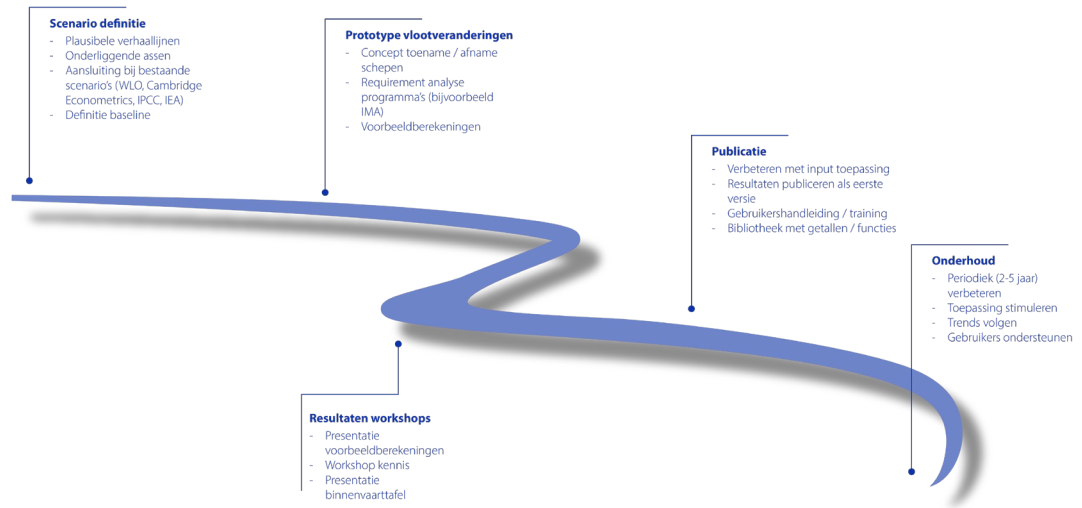 Scenario definitie
- Plausibele verhaallijnen
- Onderliggende assen
- Aansluiting bij bestaande
scenario's (WLO, Cambridge
Econometrics, IPCC, IEA)
- Definitie baseline
Prototype vlootveranderingen
- Concept toename / afname
schepen
- Requirement analyse
programma's (bijvoorbeeld
IMA)
- Voorbeeldberekeningen
Resultaten workshops
- Presentatie
voorbeeldberekeningen
- Workshop kennis
- Presentatie
binnenvaarttafel
Publicatie
- Verbeteren met input toepassing
- Resultaten publiceren als eerste
versie
- Gebruikershandleiding / training
- Bibliotheek met getallen / functies
Onderhoud
- Periodiek (2-5 jaar)
verbeteren
- Toepassing stimuleren
- Trends volgen
- Gebruikers ondersteunen